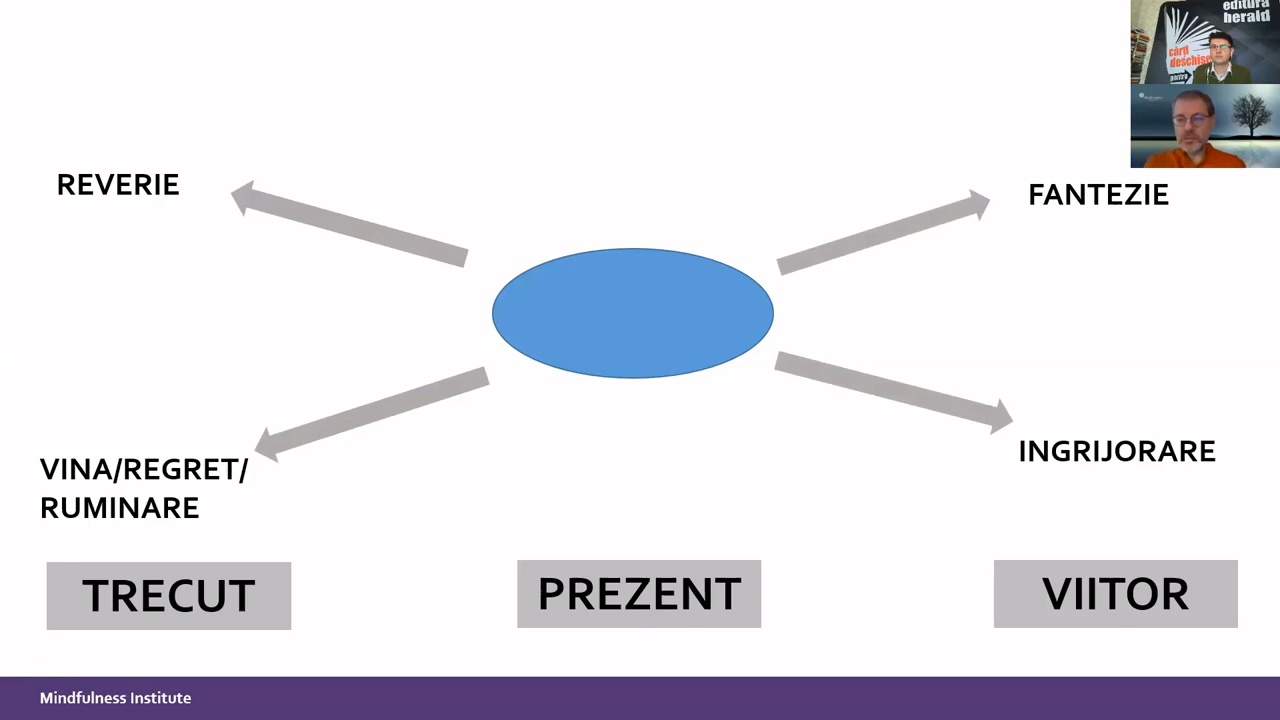 editura
herald
cărți
deschise
REVERIE
FANTEZIE
VINA/REGRET/
RUMINARE
INGRIJORARE
TRECUT
PREZENT
VIITOR
Mindfulness Institute